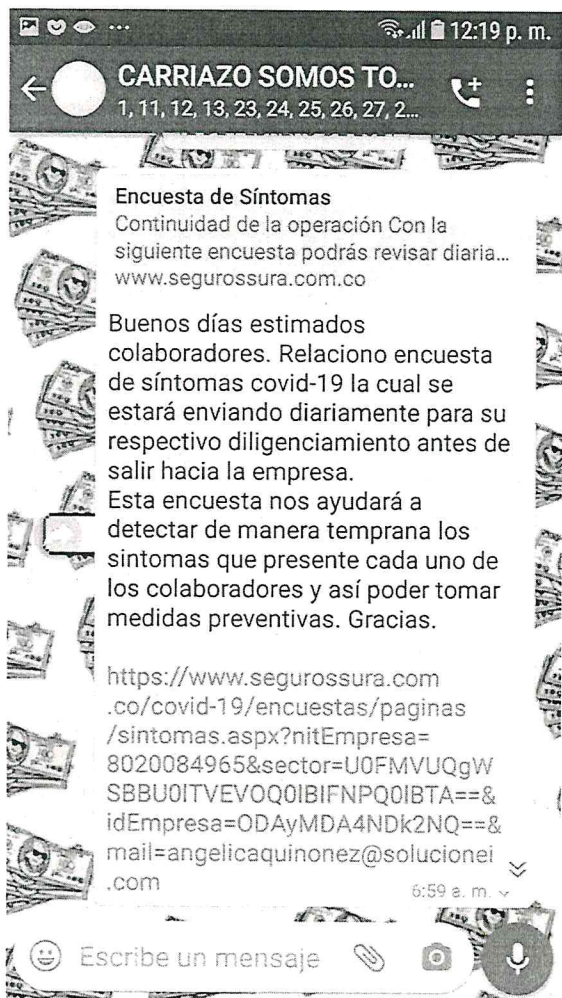 12:19 p. m.
CARRIAZO SOMOS TO...
1, 11, 12, 13, 23, 24, 25, 26, 27, 2...
Encuesta de Síntomas
Continuidad de la operación Con la
siguiente encuesta podrás revisar diaria...
www.segurossura.com.co
Buenos días estimados
colaboradores. Relaciono encuesta
de síntomas covid-19 la cual se
estará enviando diariamente para su
respectivo diligenciamiento antes de
salir hacia la empresa.
Esta encuesta nos ayudará a
detectar de manera temprana los
sintomas que presente cada uno de
los colaboradores y así poder tomar
medidas preventivas. Gracias.
https://www.segurossura.com
.co/covid-19/encuestas/paginas
/sintomas.aspx?nitEmpresa=
8020084965&sector=U0FMVUQgW
SBBU0lTVEVOQ0lBIFNPQ0lBTA==&
idEmpresa=ODAyMDA4NDk2NQ==&
mail=angelicaquinonez@solucionei
.com
6:59 a. m.
Escribe un mensaje